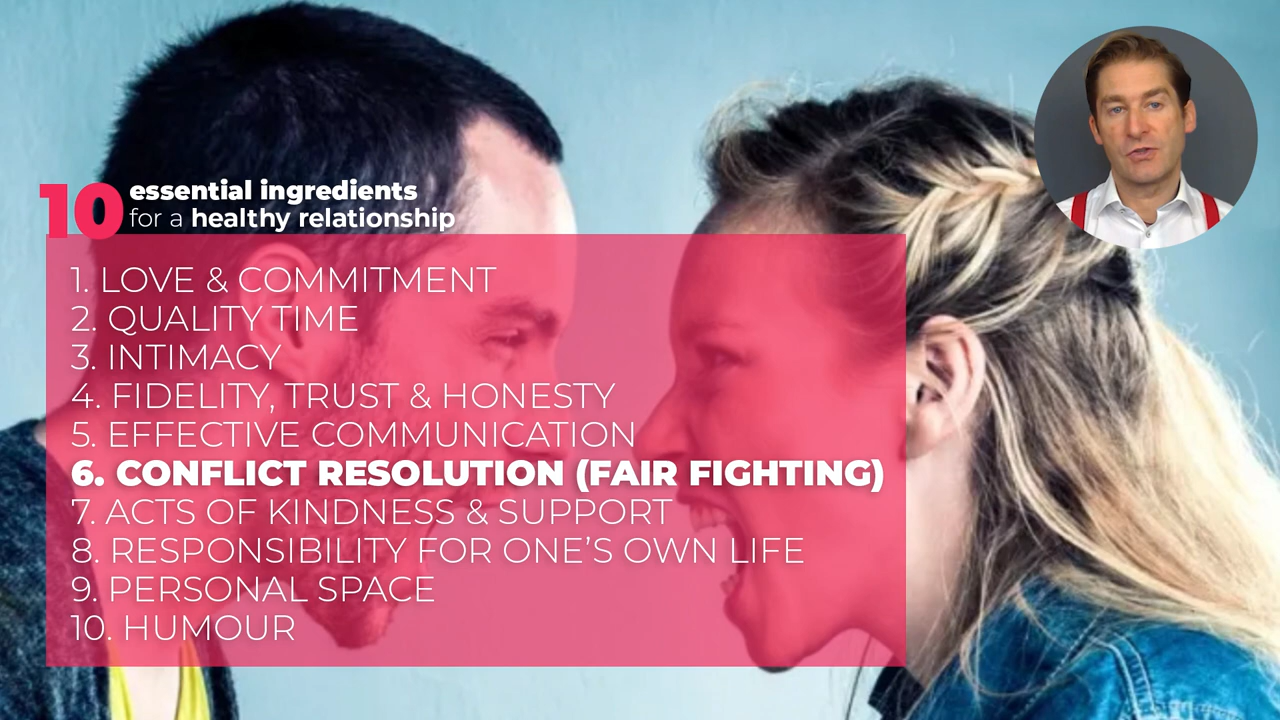 10 essential ingredients
for a healthy relationship
1. LOVE & COMMITMENT
2. QUALITY TIME
3. INTIMACY
4. FIDELITY, TRUST & HONESTY
5. EFFECTIVE COMMUNICATION
6. CONFLICT RESOLUTION (FAIR FIGHTING)
7. ACTS OF KINDNESS & SUPPORT
8. RESPONSIBILITY FOR ONE’S OWN LIFE
9. PERSONAL SPACE
10. HUMOUR